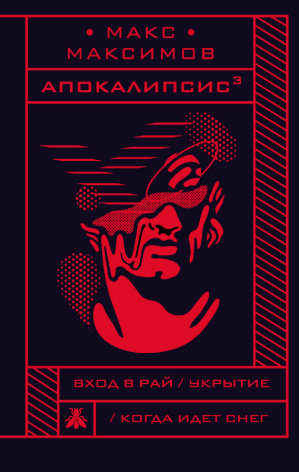 • МАКС •
МАКСИМОВ
АПОКАЛИПСИС³
ВХОД В РАЙ / УКРЫТИЕ
/ КОГДА ИДЕТ СНЕГ